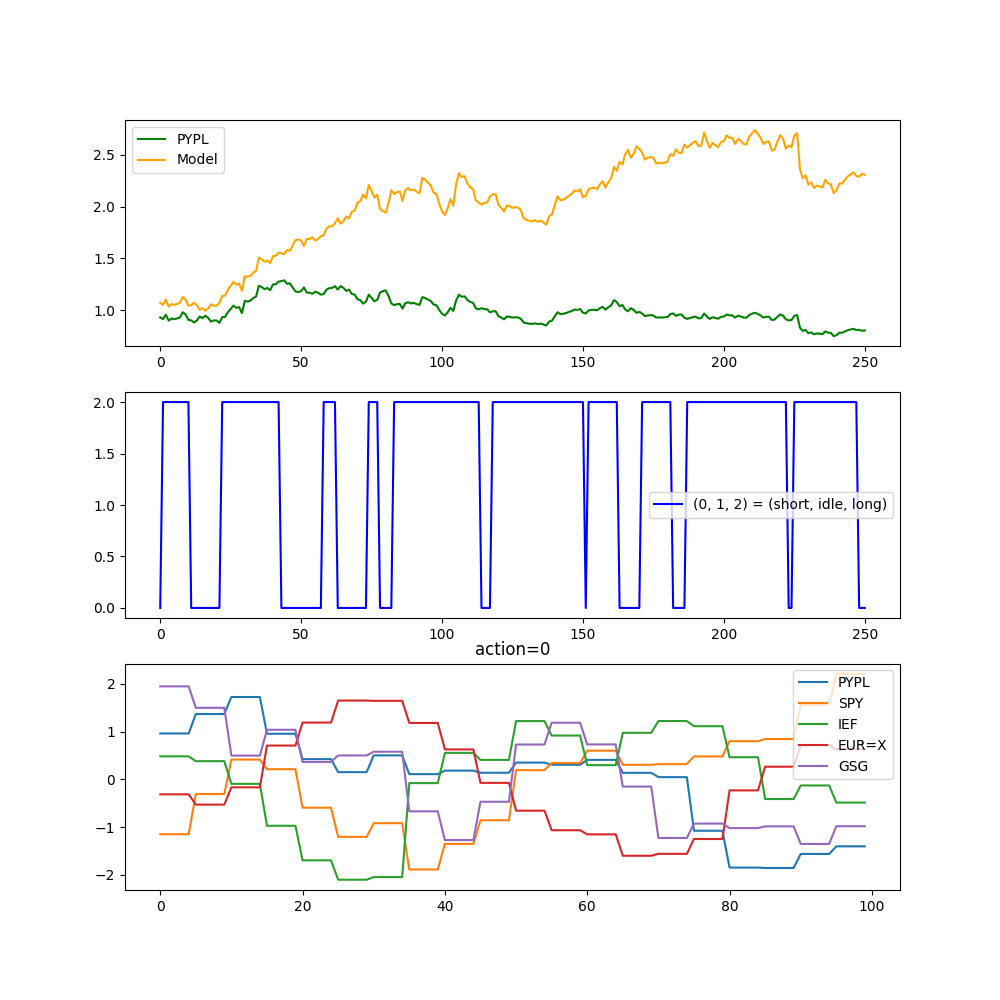 PYPL
Model
2.5
2.0
1.5
1.0
0 50 100 150 200 250
2.0
1.5
1.0
0.5
0.0
(0, 1, 2) = (short, idle, long)
0 50 100 150 200 250
action=0
2
1
0
−1
−2
PYPL
SPY
IEF
EUR=X
GSG
0 20 40 60 80 100